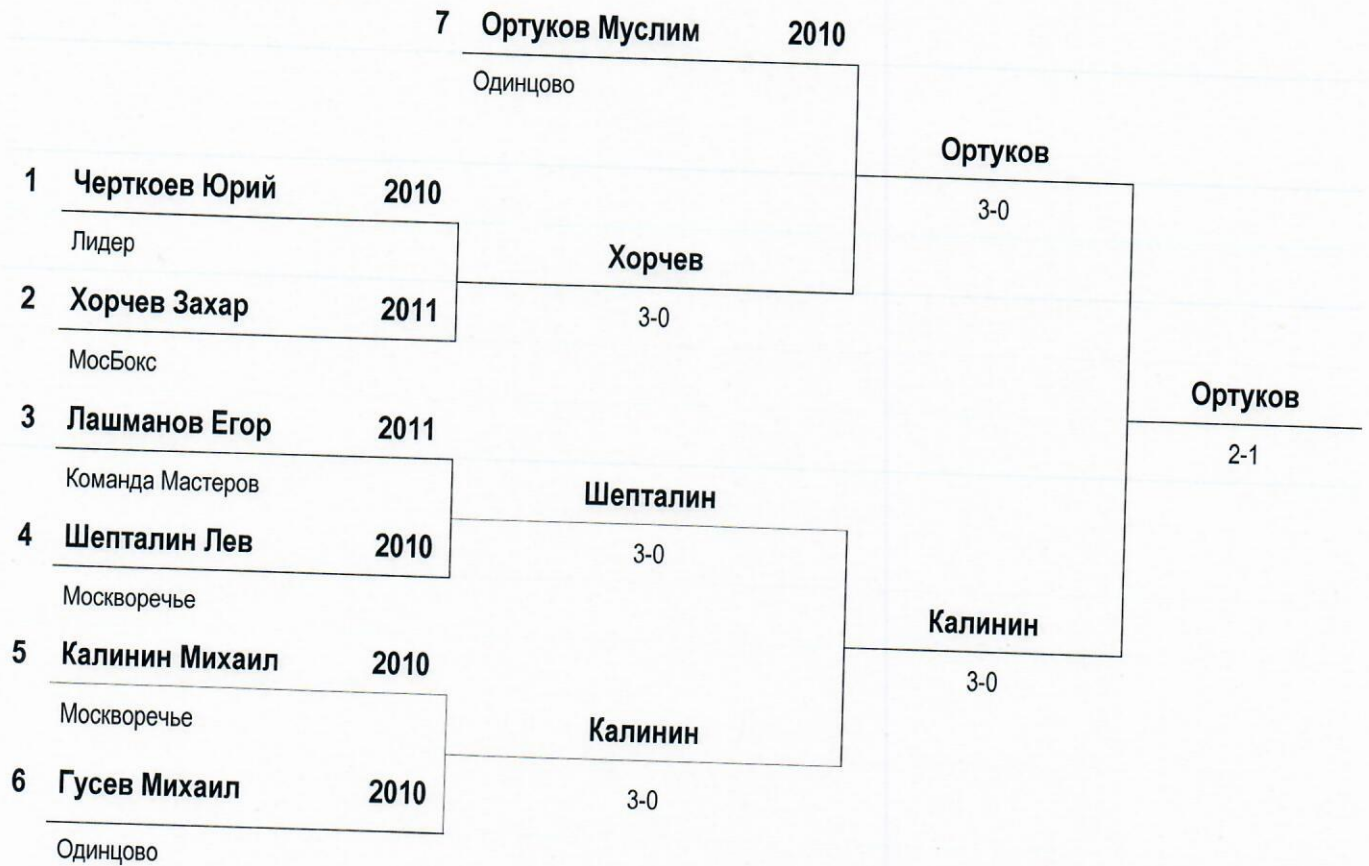 7 Ортуков Муслим 2010
Одинцово
Ортуков
3-0
1 Черткоев Юрий 2010
Лидер
Хорчев
3-0
2 Хорчев Захар 2011
МосБокс
3 Лашманов Егор 2011
Команда Мастеров
Ортуков
2-1
Шепталин
3-0
4 Шепталин Лев 2010
Москворечье
Калинин
3-0
5 Калинин Михаил 2010
Москворечье
Калинин
3-0
6 Гусев Михаил 2010
Одинцово